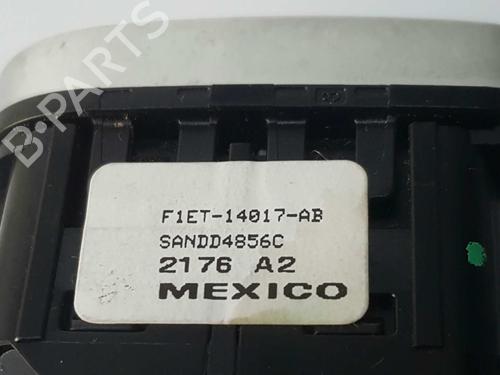 B-PARTS
F1ET-14017-AB
SANDD4856C
2176 A2
MEXICO